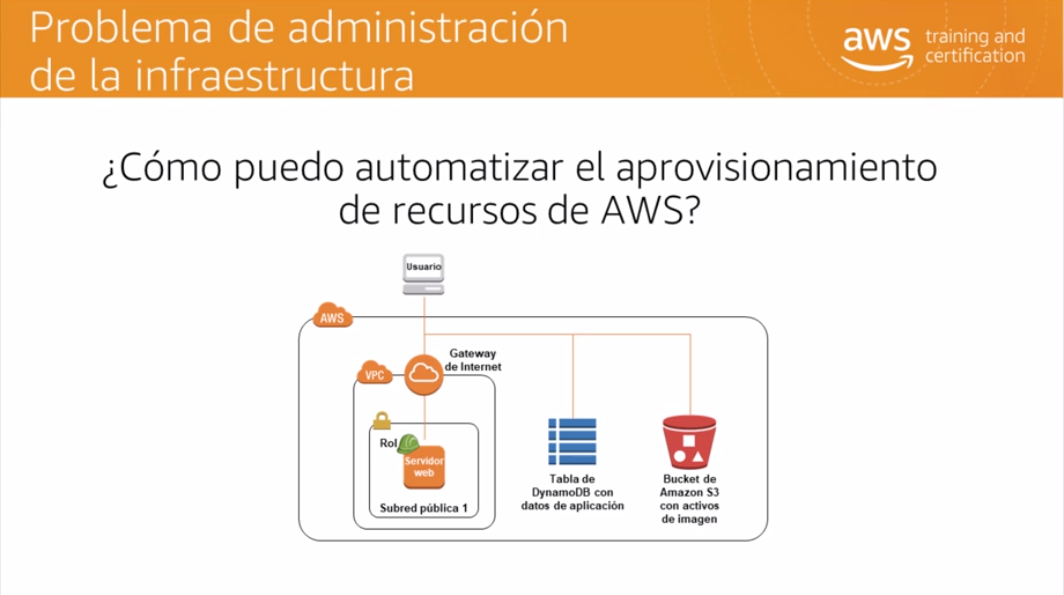 Problema de administración
de la infraestructura
aws
training and
certification
¿Cómo puedo automatizar el aprovisionamiento
de recursos de AWS?
Usuario
AWS
Gateway
de Internet
VPC
Rol
Servidor
web
Subred pública 1
Tabla de
DynamoDB con
datos de aplicación
Bucket de
Amazon S3
con activos
de imagen